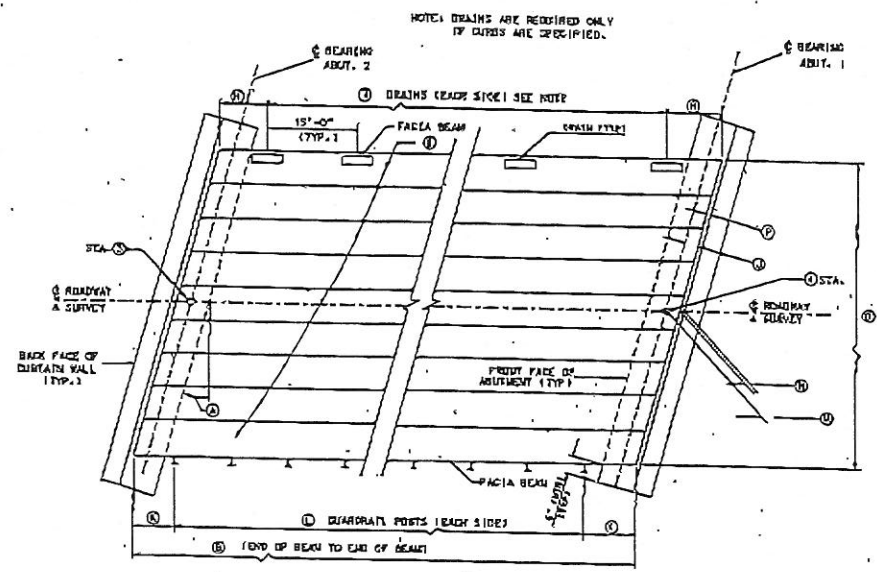 NOTE: DRAINS ARE REQUIRED ONLY
IF CURBS ARE SPECIFIED.
℄ BEARING
ABUT. 2
℄ BEARING
ABUT. 1
DRAINS (EACH SIDE) SEE NOTE
15'-0"
(TYP.)
FACIA BEAM
DRAIN (TYP)
P
J
STA.
STA.
℄ ROADWAY
& SURVEY
℄ ROADWAY
& SURVEY
BACK FACE OF
CURTAIN WALL
(TYP.)
FRONT FACE OF
ABUTMENT (TYP)
A
N
U
FACIA BEAM
L GUARDRAIL POSTS (EACH SIDE)
(END OF BEAM TO END OF BEAM)